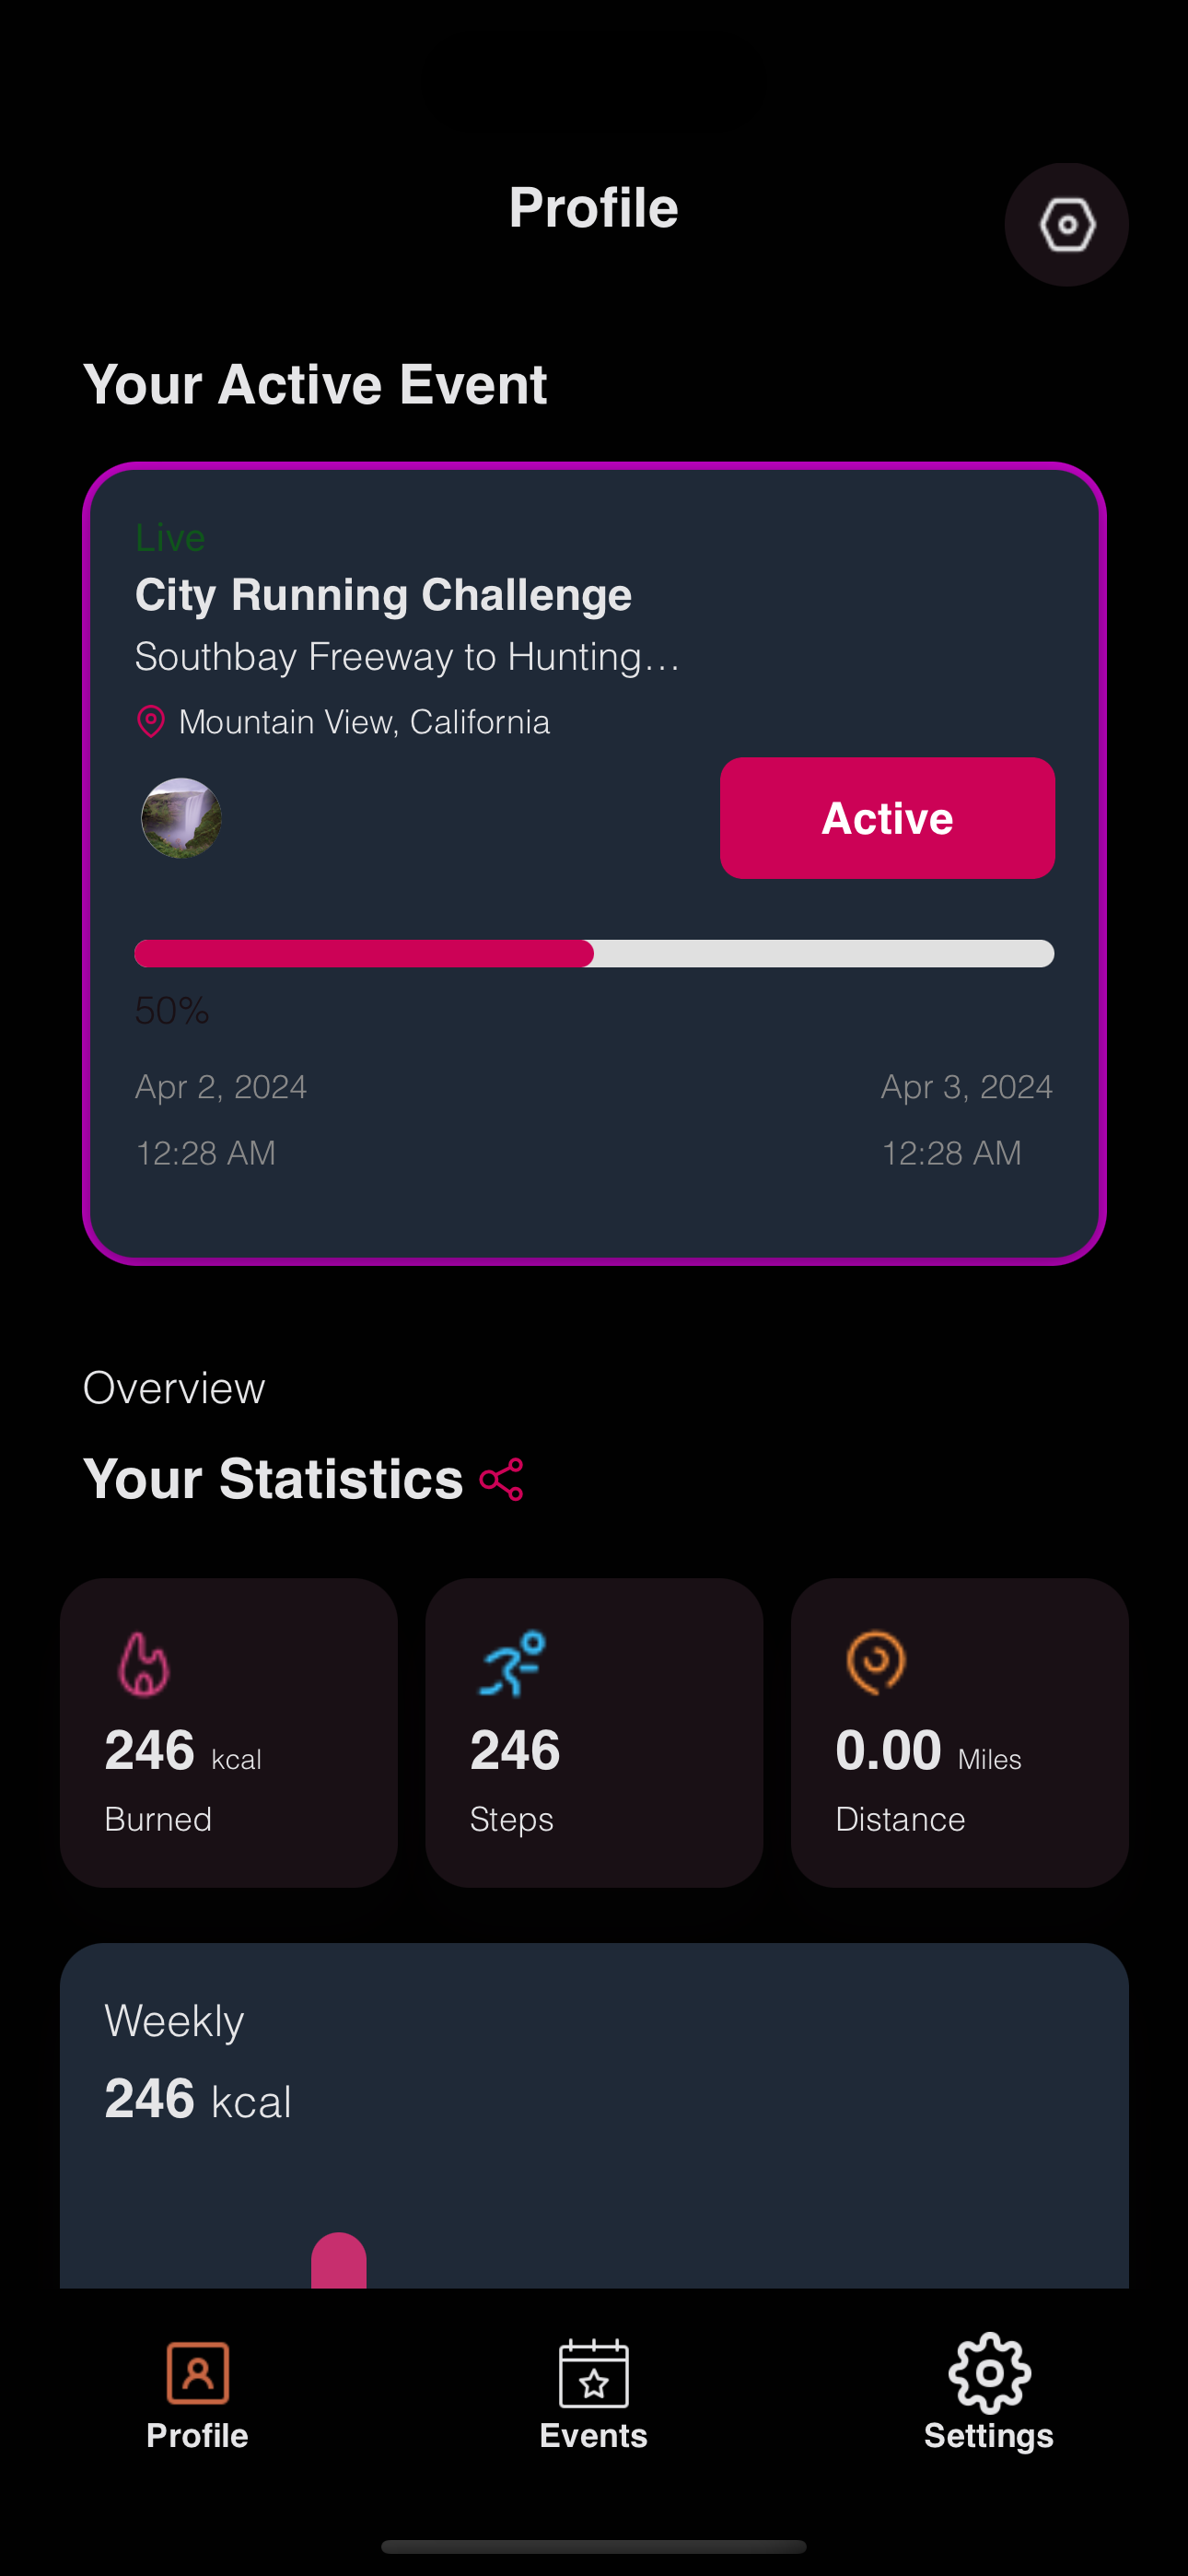 Profile
Your Active Event
Live
City Running Challenge
Southbay Freeway to Hunting...
Mountain View, California
Active
50%
Apr 2, 2024 Apr 3, 2024
12:28 AM 12:28 AM
Overview
Your Statistics
246 kcal 246 0.00 Miles
Burned Steps Distance
Weekly
246 kcal
Profile Events Settings